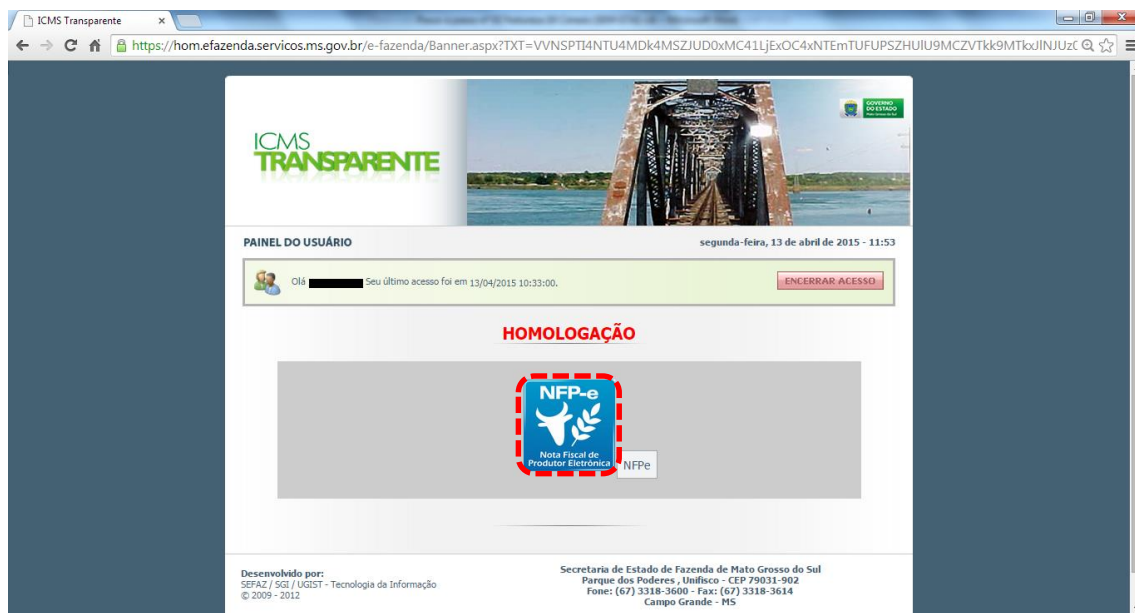 ICMS Transparente
https://hom.efazenda.servicos.ms.gov.br/e-fazenda/Banner.aspx?TXT=
ICMS
TRANSPARENTE
GOVERNO
DO ESTADO
Mato Grosso do Sul
PAINEL DO USUÁRIO
segunda-feira, 13 de abril de 2015 - 11:53
Olá Seu último acesso foi em 13/04/2015 10:33:00.
ENCERRAR ACESSO
HOMOLOGAÇÃO
NFP-e
Nota Fiscal de
Produtor Eletrônica
NFPe
Desenvolvido por:
SEFAZ / SGI / UGIST - Tecnologia da Informação
© 2009 - 2012
Secretaria de Estado de Fazenda de Mato Grosso do Sul
Parque dos Poderes , Unifisco - CEP 79031-902
Fone: (67) 3318-3600 - Fax: (67) 3318-3614
Campo Grande - MS